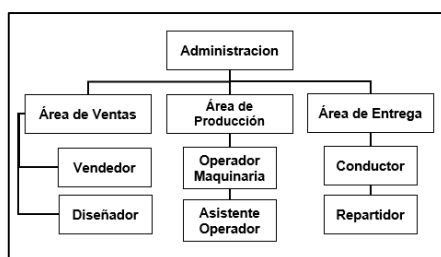 Administracion
Área de Ventas
Área de
Producción
Área de Entrega
Vendedor
Operador
Maquinaria
Conductor
Diseñador
Asistente
Operador
Repartidor